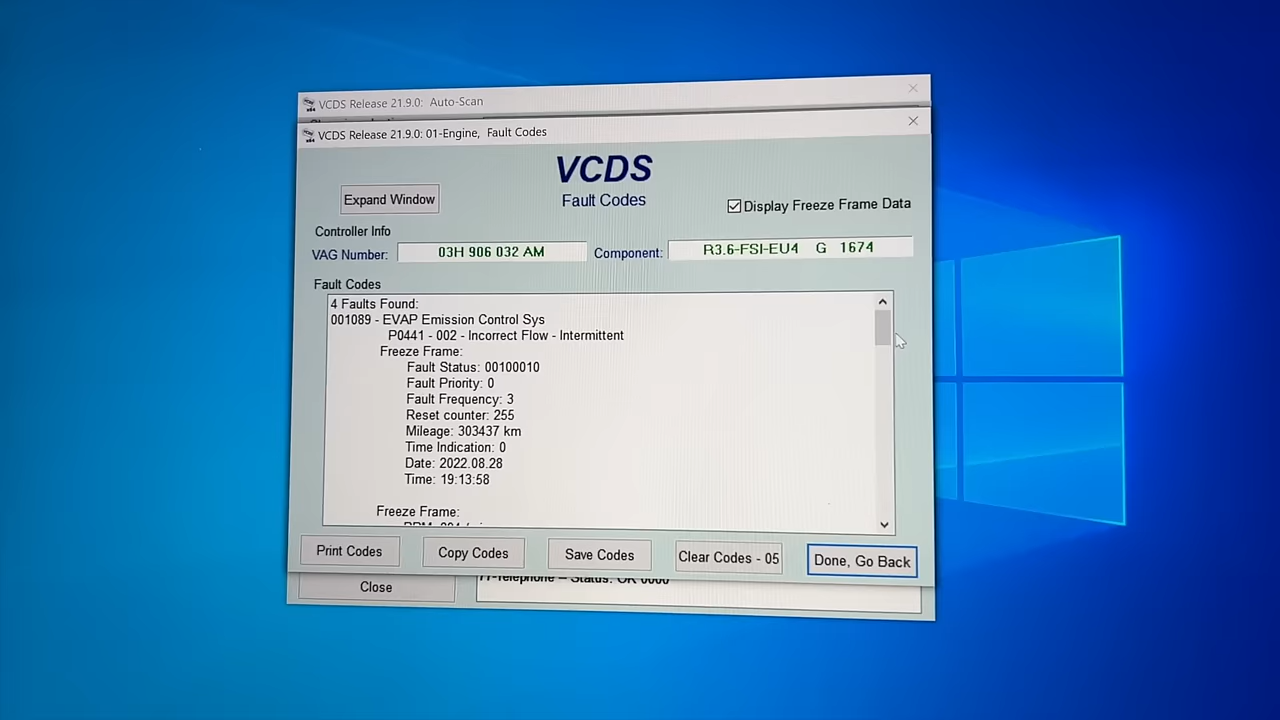 VCDS Release 21.9.0: Auto-Scan
VCDS Release 21.9.0: 01-Engine, Fault Codes
VCDS
Fault Codes
Expand Window
Display Freeze Frame Data
Controller Info
VAG Number: 03H 906 032 AM Component: R3.6-FSI-EU4 G 1674
Fault Codes
4 Faults Found:
001089 - EVAP Emission Control Sys
P0441 - 002 - Incorrect Flow - Intermittent
Freeze Frame:
Fault Status: 00100010
Fault Priority: 0
Fault Frequency: 3
Reset counter: 255
Mileage: 303437 km
Time Indication: 0
Date: 2022.08.28
Time: 19:13:58
Freeze Frame:
Print Codes Copy Codes Save Codes Clear Codes - 05 Done, Go Back
Close
77-Telephone -- Status: OK 0000